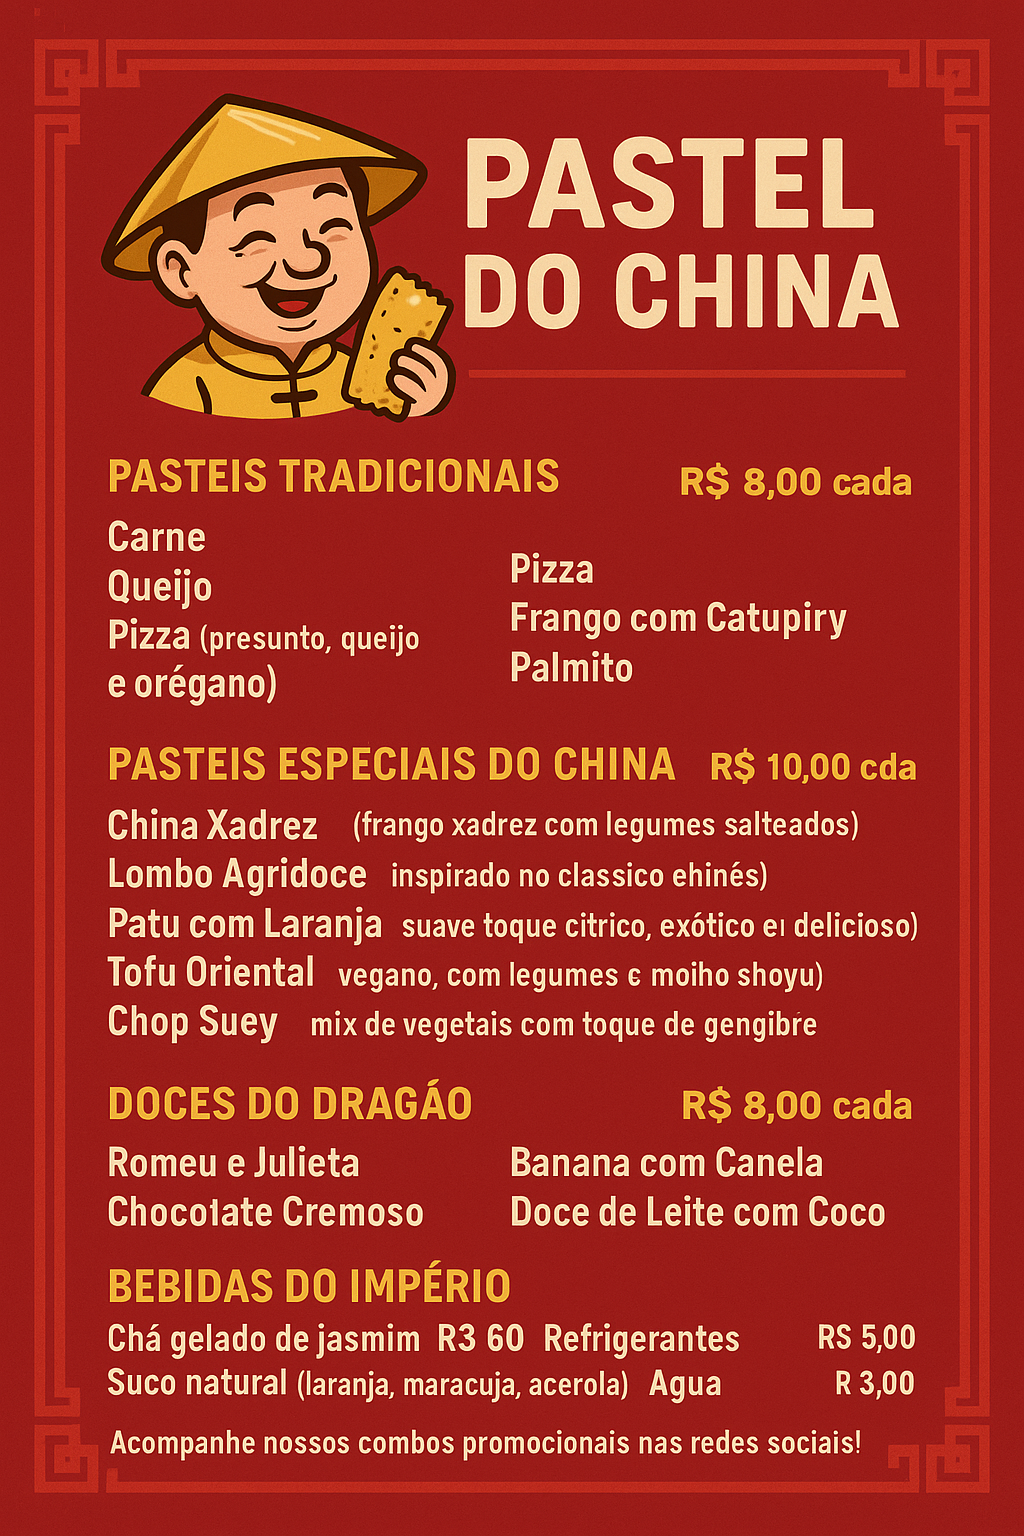 PASTEL
DO CHINA
PASTEIS TRADICIONAIS R$ 8,00 cada
Carne
Queijo
Pizza (presunto, queijo
e orégano)
Pizza
Frango com Catupiry
Palmito
PASTEIS ESPECIAIS DO CHINA R$ 10,00 cda
China Xadrez (frango xadrez com legumes salteados)
Lombo Agridoce inspirado no classico ehinés)
Patu com Laranja suave toque citrico, exótico eı delicioso)
Tofu Oriental vegano, com legumes e moiho shoyu)
Chop Suey mix de vegetais com toque de gengibre
DOCES DO DRAGÁO R$ 8,00 cada
Romeu e Julieta Banana com Canela
Chocolate Cremoso Doce de Leite com Coco
BEBIDAS DO IMPÉRIO
Chá gelado de jasmim R3 60 Refrigerantes RS 5,00
Suco natural (laranja, maracuja, acerola) Agua R 3,00
Acompanhe nossos combos promocionais nas redes sociais!